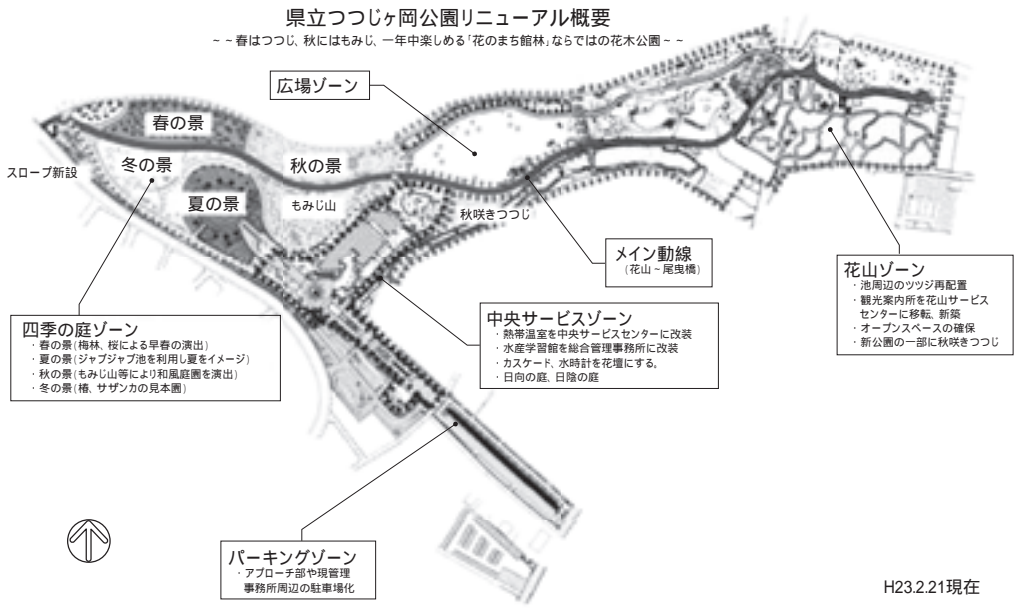 県立つつじヶ岡公園リニューアル概要
~~春はつつじ、秋にはもみじ、一年中楽しめる「花のまち館林」ならではの花木公園~~
広場ゾーン
春の景
冬の景
秋の景
スロープ新設
夏の景
もみじ山
秋咲きつつじ
メイン動線
(花山~尾曳橋)
花山ゾーン
・池周辺のツツジ再配置
・観光案内所を花山サービス
センターに移転、新築
・オープンスペースの確保
・新公園の一部に秋咲きつつじ
四季の庭ゾーン
・春の景(梅林、桜による早春の演出)
・夏の景(ジャブジャブ池を利用し夏をイメージ)
・秋の景(もみじ山等により和風庭園を演出)
・冬の景(椿、サザンカの見本園)
中央サービスゾーン
・熱帯温室を中央サービスセンターに改装
・水産学習館を総合管理事務所に改装
・カスケード、水時計を花壇にする。
・日向の庭、日陰の庭
パーキングゾーン
・アプローチ部や現管理
事務所周辺の駐車場化
H23.2.21現在